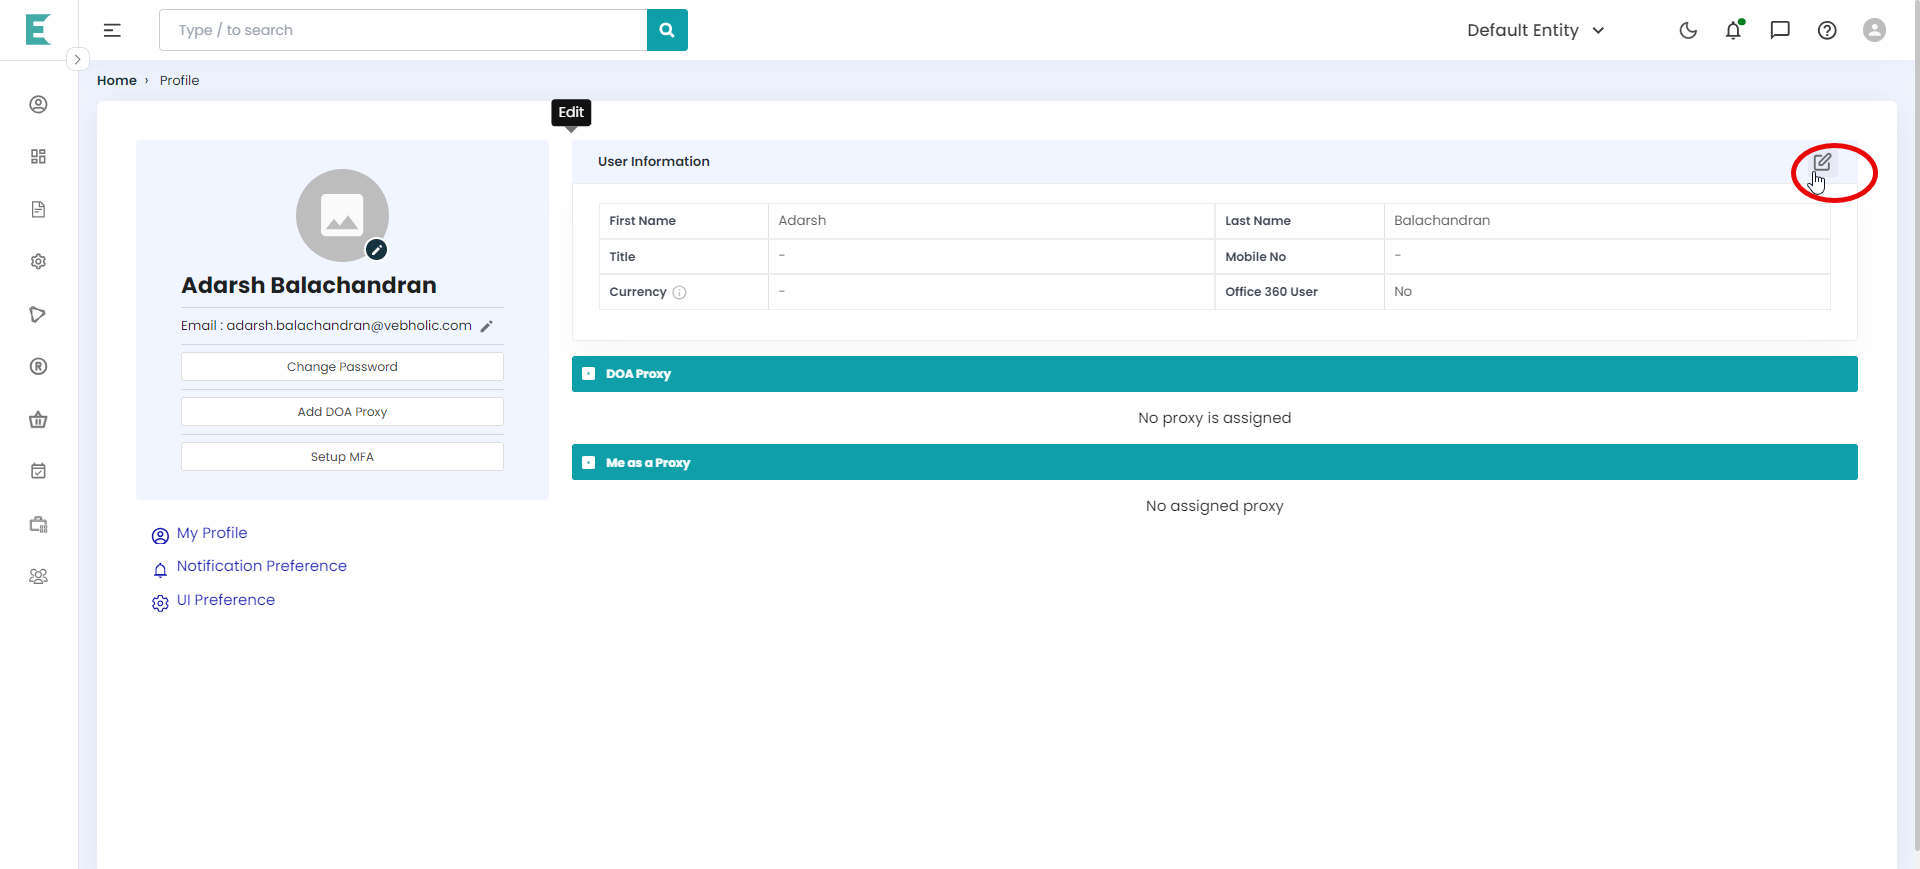 Type / to search
Default Entity
Home › Profile
Edit
Adarsh Balachandran
Email : adarsh.balachandran@vebholic.com
Change Password
Add DOA Proxy
Setup MFA
My Profile
Notification Preference
UI Preference
User Information
First Name Adarsh Last Name Balachandran
Title - Mobile No -
Currency - Office 360 User No
DOA Proxy
No proxy is assigned
Me as a Proxy
No assigned proxy